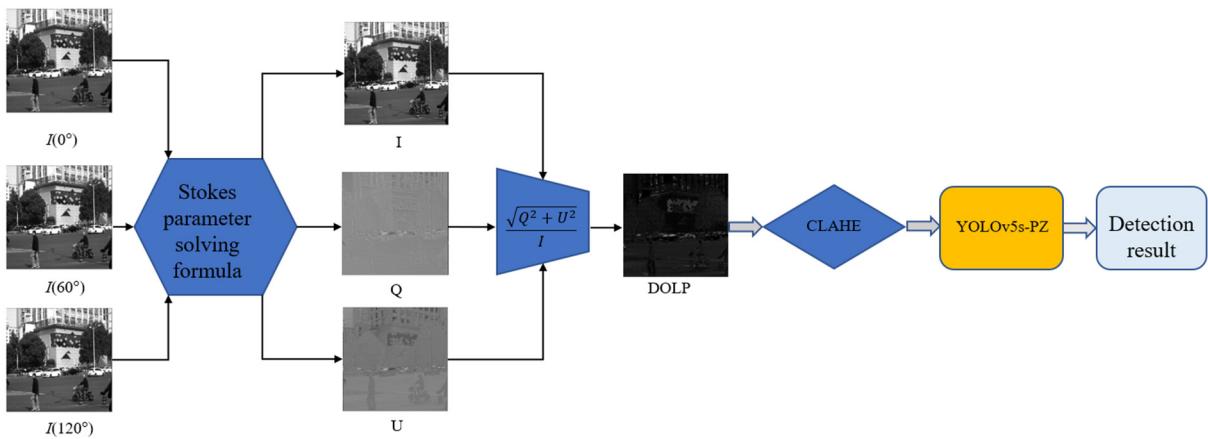 I(0°)
I(60°)
I(120°)
Stokes
parameter
solving
formula
I
Q
U
√(Q² + U²)
I
DOLP
CLAHE
YOLOv5s-PZ
Detection
result